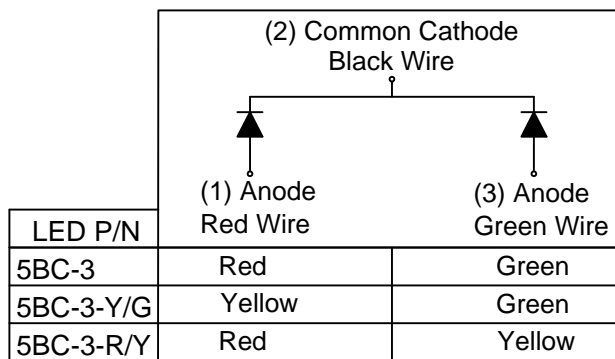 (2) Common Cathode
Black Wire
(1) Anode
Red Wire
(3) Anode
Green Wire
LED P/N
5BC-3 Red Green
5BC-3-Y/G Yellow Green
5BC-3-R/Y Red Yellow